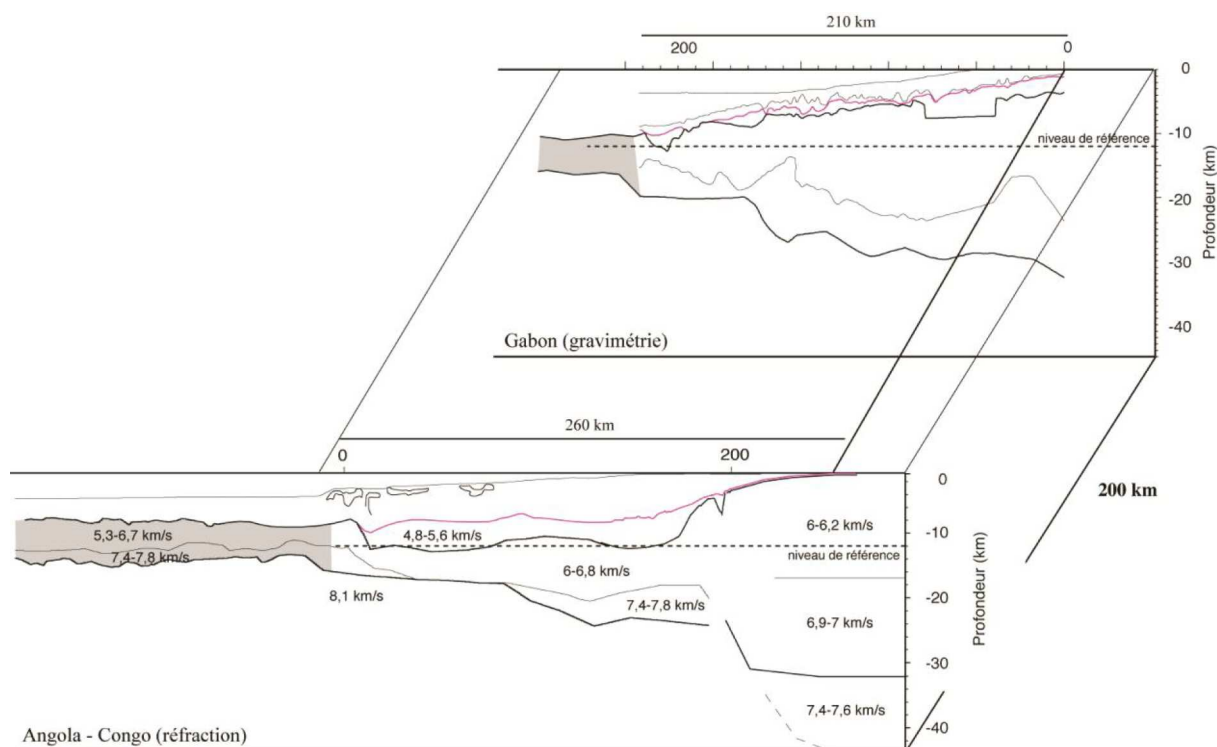 210 km
200 0
0
niveau de référence
-10
-20
-30
-40
Profondeur (km)
Gabon (gravimétrie)
260 km
0 200
200 km
0
5,3-6,7 km/s 4,8-5,6 km/s 6-6,2 km/s
-10
7,4-7,8 km/s niveau de référence
6-6,8 km/s
8,1 km/s 7,4-7,8 km/s
-20
6,9-7 km/s
-30
7,4-7,6 km/s
-40
Profondeur (km)
Angola - Congo (réfraction)